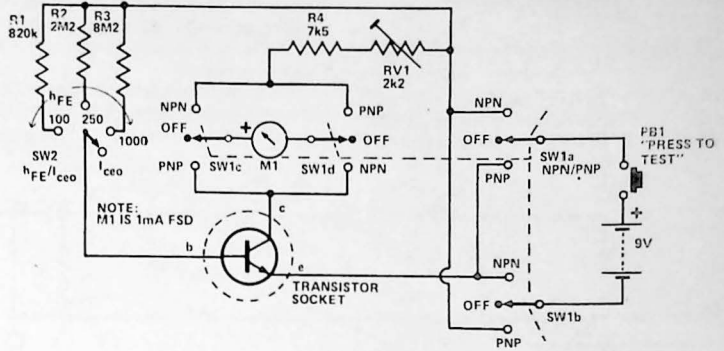 R1
820k
R2
2M2
R3
8M2
R4
7k5
RV1
2k2
hFE
100
250
1000
SW2
hFE/Iceo
Iceo
NPN
OFF
PNP
SW1c
+
M1
PNP
OFF
NPN
SW1d
NPN
OFF
PNP
SW1a
NPN/PNP
PB1
"PRESS TO
TEST"
+
9V
NOTE:
M1 IS 1mA FSD
c
b
e
TRANSISTOR
SOCKET
NPN
OFF
PNP
SW1b